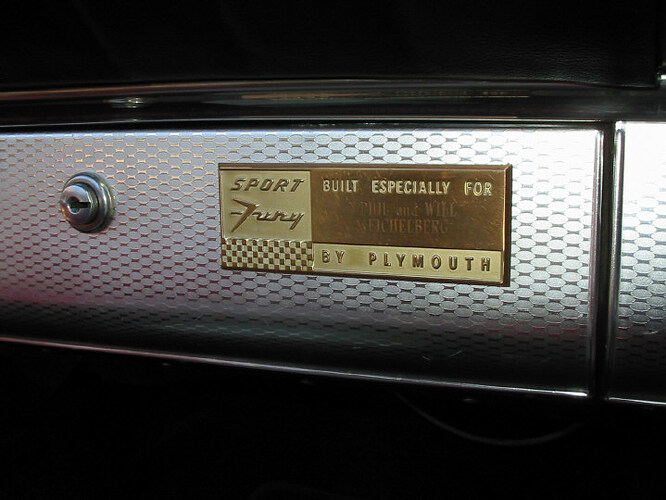 SPORT
Fury
BUILT ESPECIALLY FOR
PHIL and WILL
EICHELBERG
BY PLYMOUTH